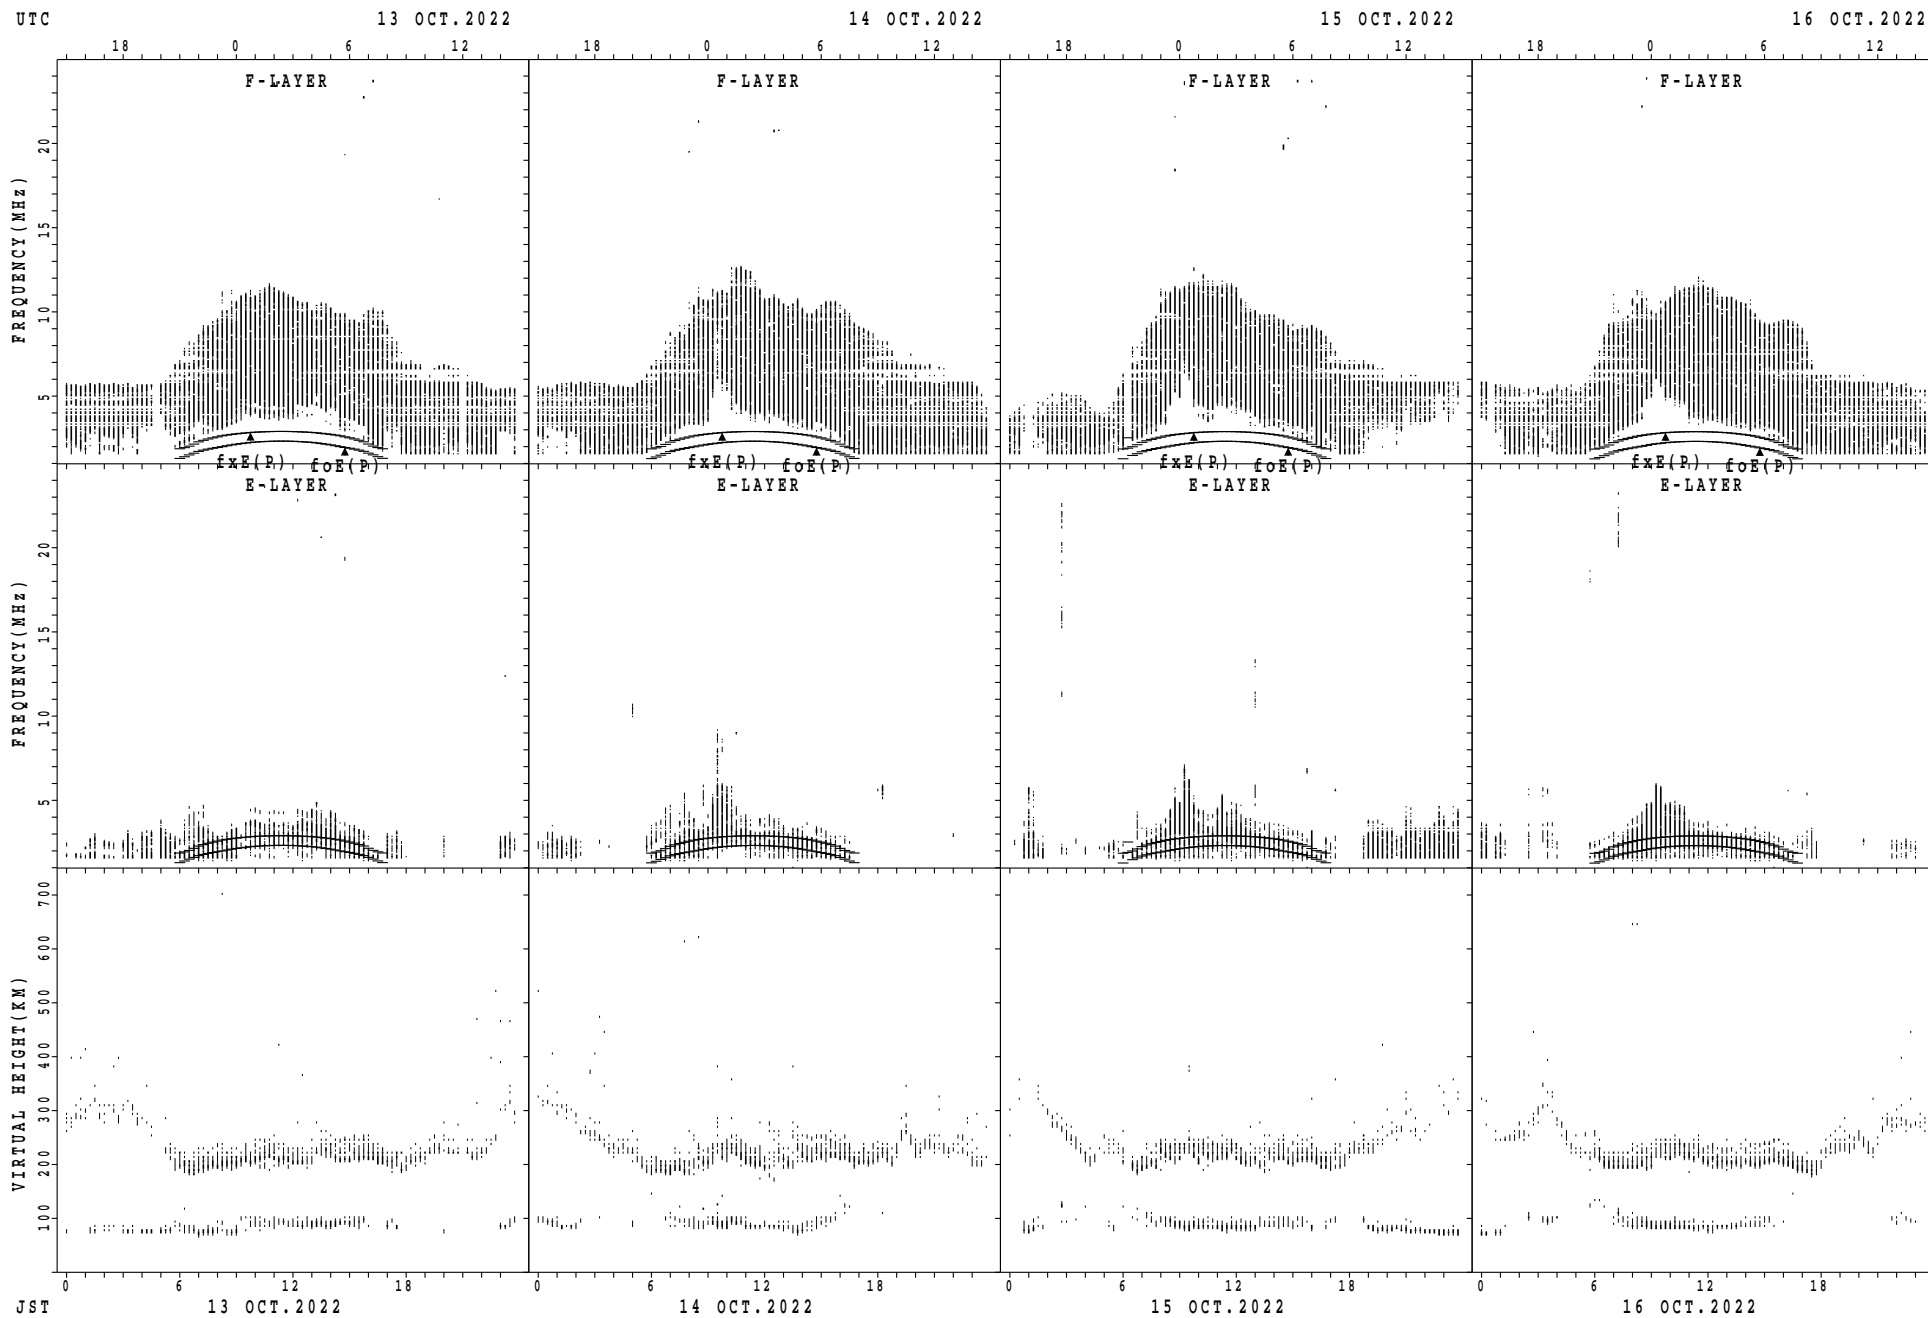 UTC 13 OCT.2022 14 OCT.2022 15 OCT.2022 16 OCT.2022
18 0 6 12 18 0 6 12 18 0 6 12 18 0 6 12
F-LAYER F-LAYER F-LAYER F-LAYER
FREQUENCY(MHz)
20
15
10
5
fxE(P) foE(P) fxE(P) foE(P) fxE(P) foE(P) fxE(P) foE(P)
E-LAYER E-LAYER E-LAYER E-LAYER
FREQUENCY(MHz)
20
15
10
5
VIRTUAL HEIGHT(KM)
700
600
500
400
300
200
100
0 6 12 18 0 6 12 18 0 6 12 18 0 6 12 18
JST 13 OCT.2022 14 OCT.2022 15 OCT.2022 16 OCT.2022